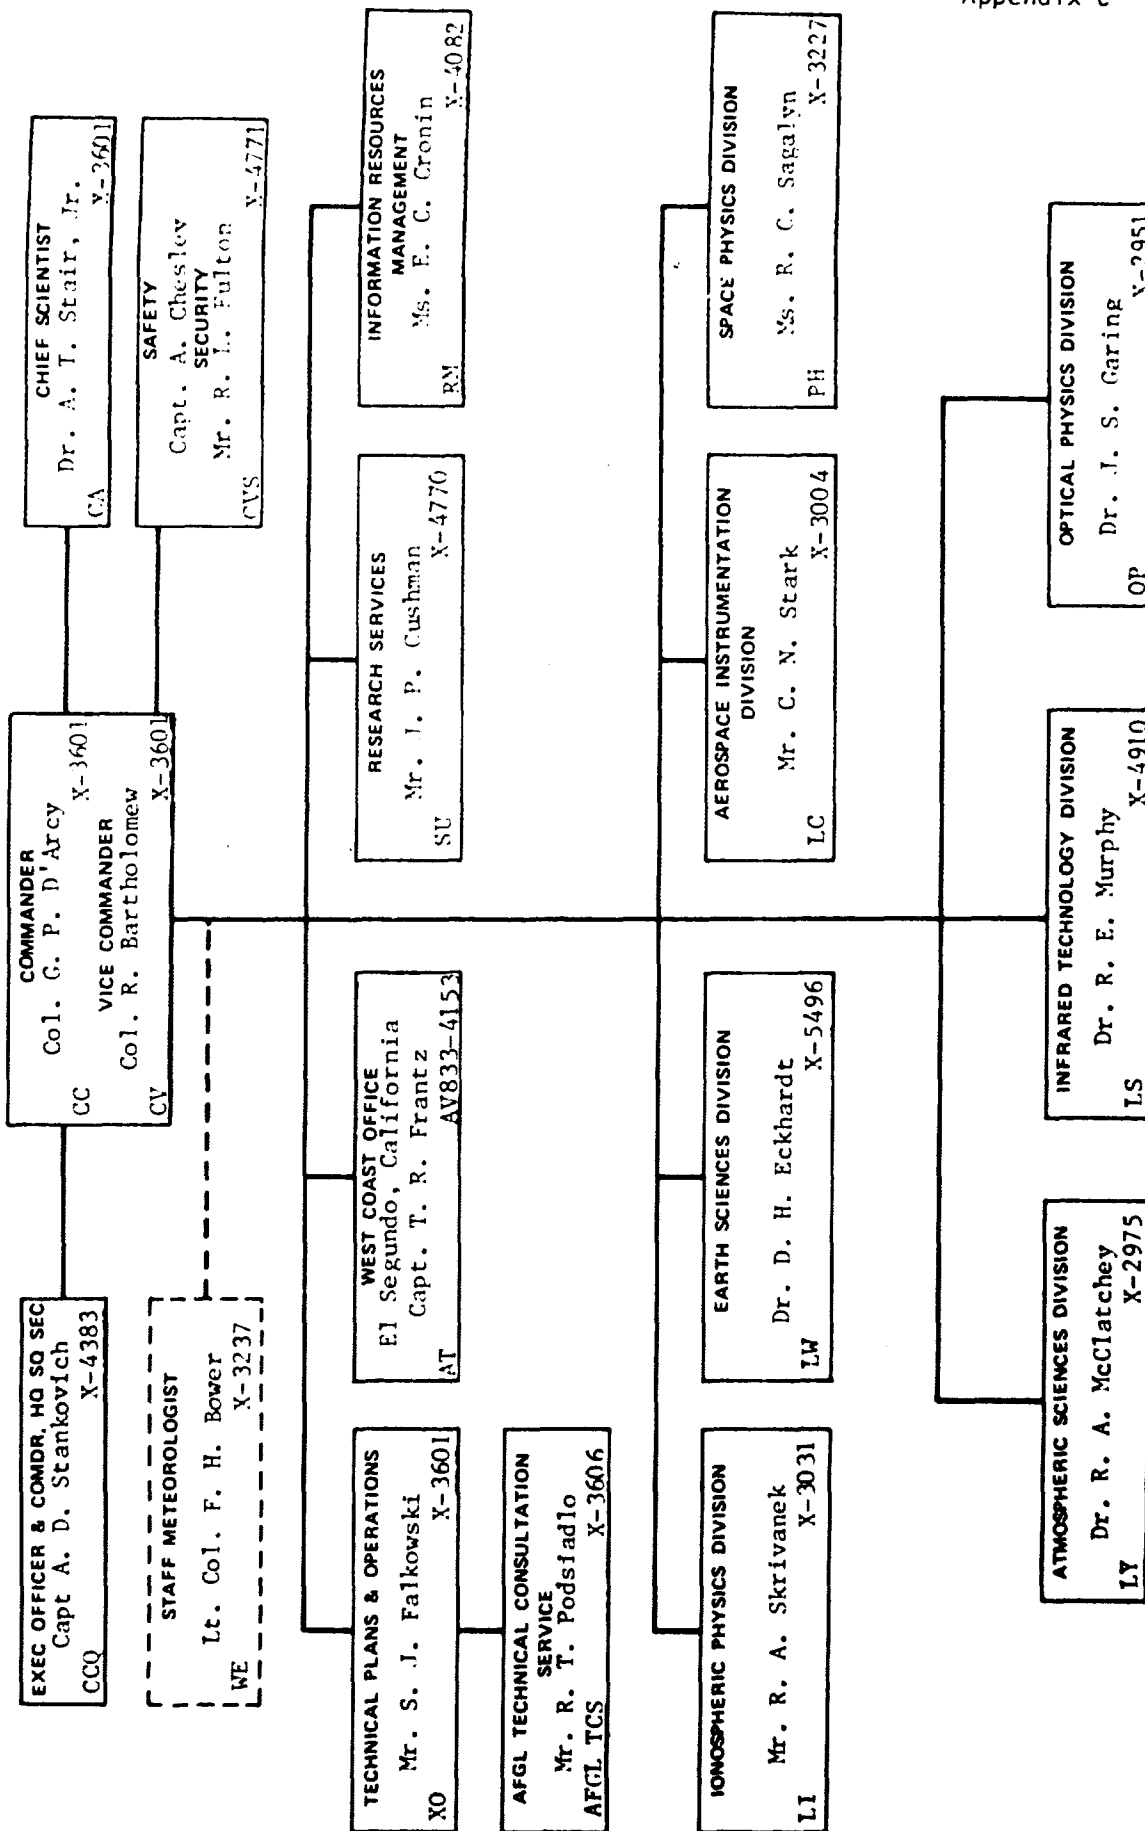 Appendix C
COMMANDER
Col. G. P. D'Arcy
CC X-3601
VICE COMMANDER
Col. R. Bartholomew
CV X-3601
EXEC OFFICER & COMDR, HQ SQ SEC
Capt A. D. Stankovich
CCQ X-4383
STAFF METEOROLOGIST
Lt. Col. F. H. Bower
WE X-3237
CHIEF SCIENTIST
Dr. A. T. Stair, Jr.
CA X-3601
SAFETY
Capt. A. Chesley
SECURITY
Mr. R. L. Fulton
CVS X-4771
TECHNICAL PLANS & OPERATIONS
Mr. S. J. Falkowski
XO X-3601
AFGL TECHNICAL CONSULTATION
SERVICE
Mr. R. T. Podsiadlo
AFGL TCS X-3606
WEST COAST OFFICE
El Segundo, California
Capt. T. R. Frantz
AT AV833-4153
RESEARCH SERVICES
Mr. J. P. Cushman
SU X-4770
INFORMATION RESOURCES
MANAGEMENT
Ms. E. C. Cronin
RM X-4082
IONOSPHERIC PHYSICS DIVISION
Mr. R. A. Skrivanek
LI X-3031
EARTH SCIENCES DIVISION
Dr. D. H. Eckhardt
LW X-5496
AEROSPACE INSTRUMENTATION
DIVISION
Mr. C. N. Stark
LC X-3004
SPACE PHYSICS DIVISION
Ms. R. C. Sagalyn
PH X-3227
ATMOSPHERIC SCIENCES DIVISION
Dr. R. A. McClatchey
LY X-2975
INFRARED TECHNOLOGY DIVISION
Dr. R. E. Murphy
LS X-4910
OPTICAL PHYSICS DIVISION
Dr. J. S. Garing
OP X-2951